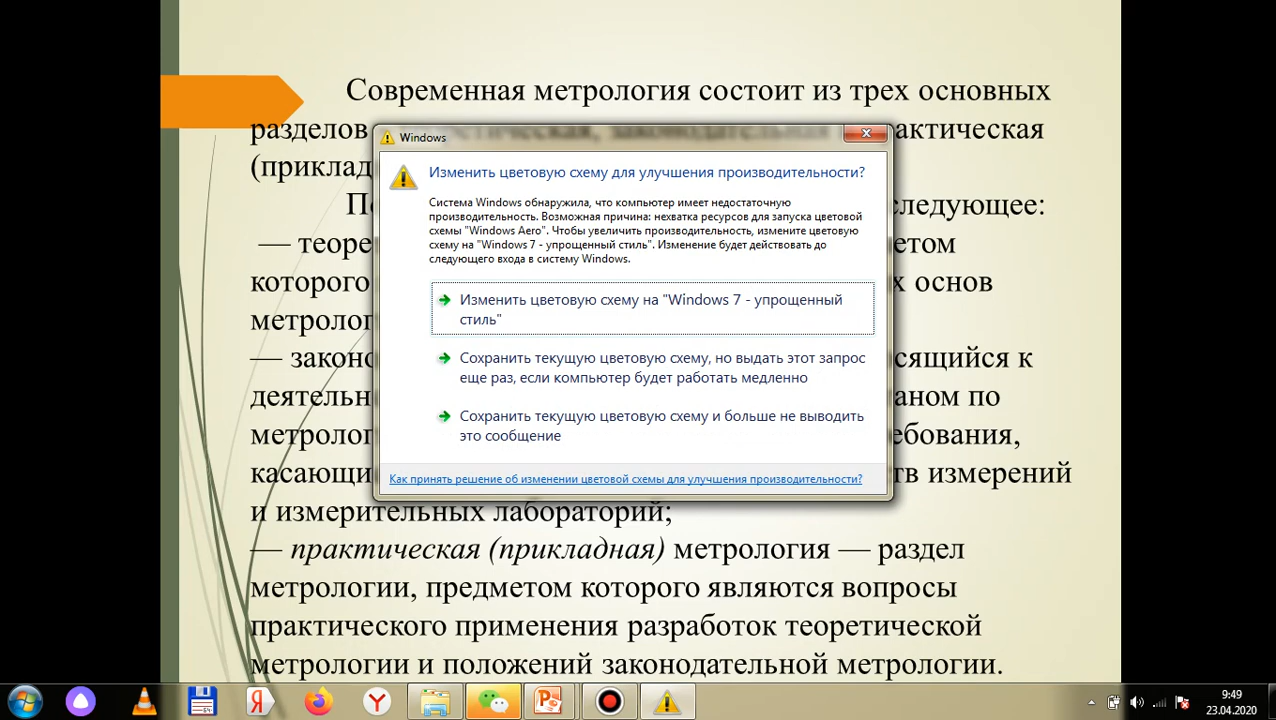 Современная метрология состоит из трех основных
разделов
актическая
(приклад
Windows
Изменить цветовую схему для улучшения производительности?
Система Windows обнаружила, что компьютер имеет недостаточную
производительность. Возможная причина: нехватка ресурсов для запуска цветовой
схемы "Windows Aero". Чтобы увеличить производительность, измените цветовую
схему на "Windows 7 - упрощенный стиль". Изменение будет действовать до
следующего входа в систему Windows.
Изменить цветовую схему на "Windows 7 - упрощенный
стиль"
Сохранить текущую цветовую схему, но выдать этот запрос
еще раз, если компьютер будет работать медленно
Сохранить текущую цветовую схему и больше не выводить
это сообщение
Как принять решение об изменении цветовой схемы для улучшения производительности?
следующее:
— теоре
етом
которого
х основ
метролог
— законо
сящийся к
деятельн
аном по
метролог
ебования,
касающи
тв измерений
и измерительных лабораторий;
— практическая (прикладная) метрология — раздел
метрологии, предметом которого являются вопросы
практического применения разработок теоретической
метрологии и положений законодательной метрологии.
9:49
23.04.2020